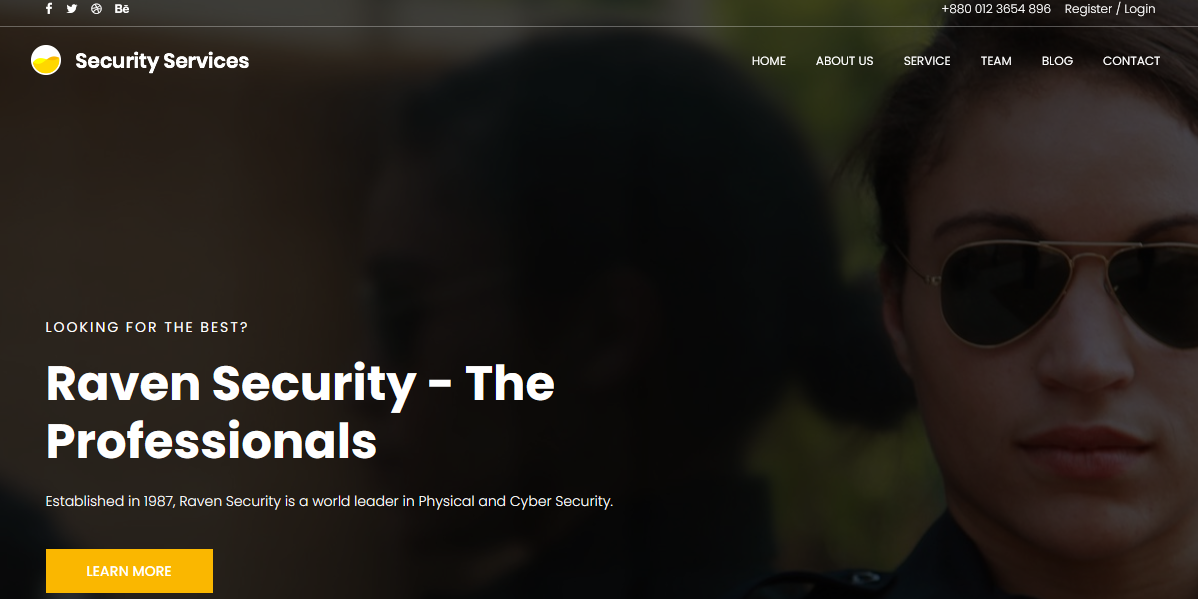 +880 012 3654 896 Register / Login
Security Services
HOME ABOUT US SERVICE TEAM BLOG CONTACT
LOOKING FOR THE BEST?
Raven Security - The
Professionals
Established in 1987, Raven Security is a world leader in Physical and Cyber Security.
LEARN MORE